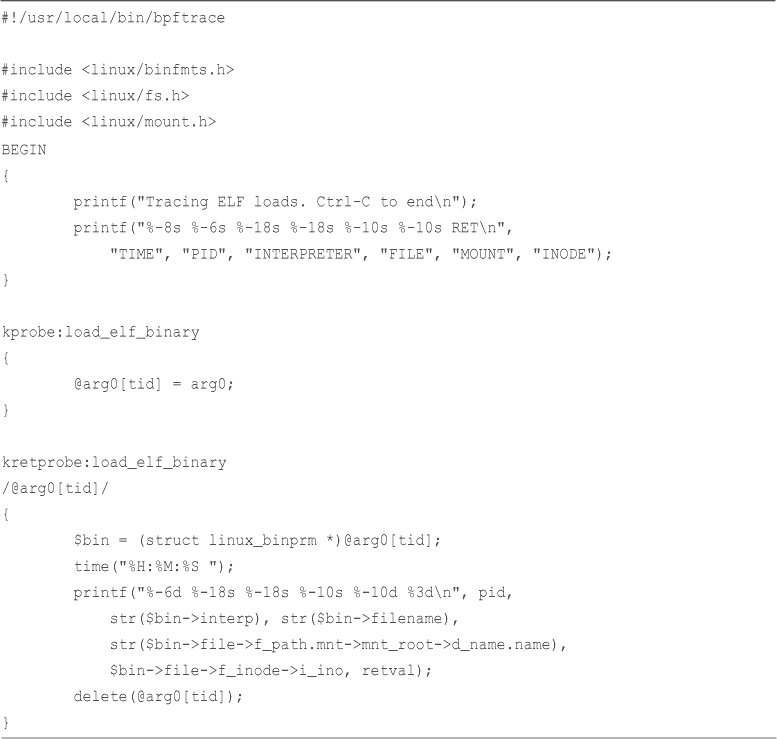 #!/usr/local/bin/bpftrace

#include <linux/binfmts.h>
#include <linux/fs.h>
#include <linux/mount.h>
BEGIN
{
        printf("Tracing ELF loads. Ctrl-C to end\n");
        printf("%-8s %-6s %-18s %-18s %-10s %-10s RET\n",
            "TIME", "PID", "INTERPRETER", "FILE", "MOUNT", "INODE");
}

kprobe:load_elf_binary
{
        @arg0[tid] = arg0;
}

kretprobe:load_elf_binary
/@arg0[tid]/
{
        $bin = (struct linux_binprm *)@arg0[tid];
        time("%H:%M:%S ");
        printf("%-6d %-18s %-18s %-10s %-10d %3d\n", pid,
            str($bin->interp), str($bin->filename),
            str($bin->file->f_path.mnt->mnt_root->d_name.name),
            $bin->file->f_inode->i_ino, retval);
        delete(@arg0[tid]);
}